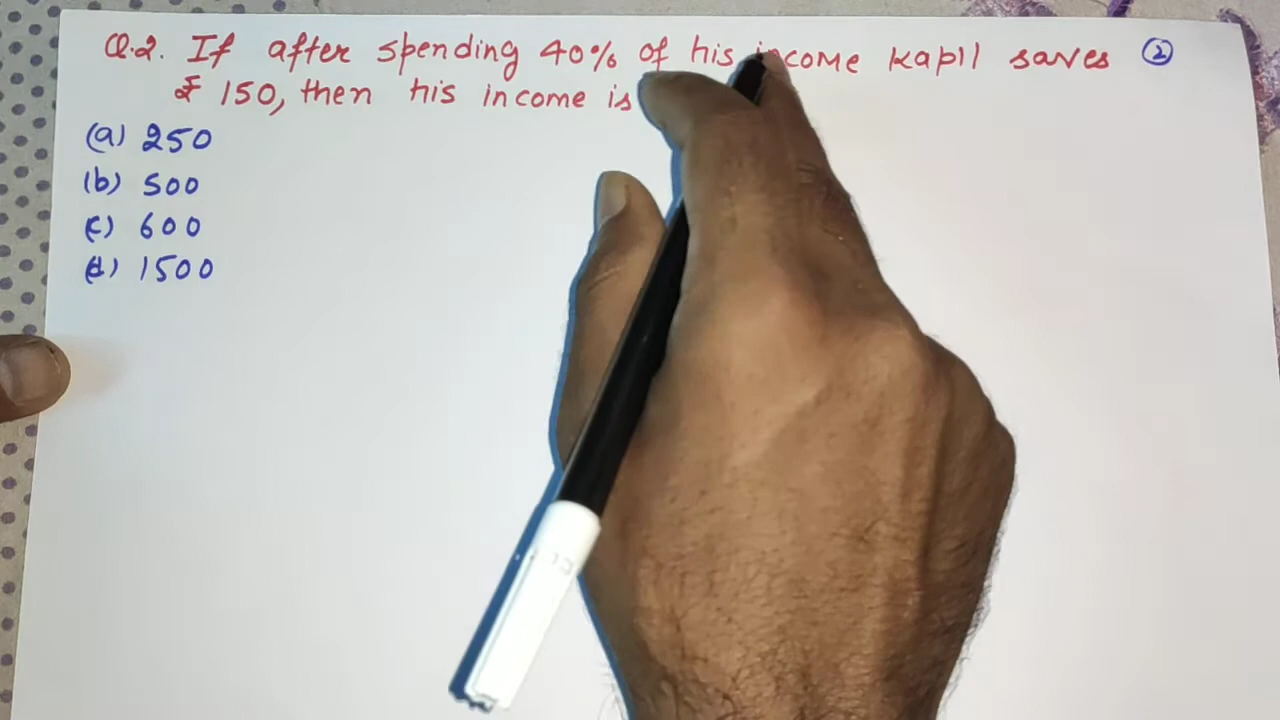 Q.2. If after spending 40% of his income Kapil saves ②
₹ 150, then his income is
(a) 250
(b) 500
(c) 600
(d) 1500